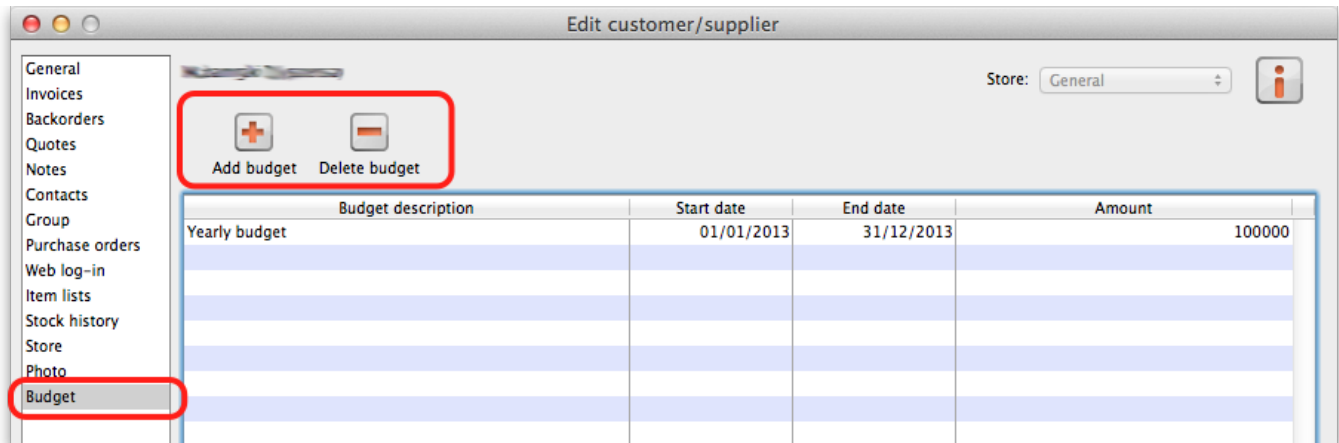 Edit customer/supplier
General
Invoices
Backorders
Quotes
Notes
Contacts
Group
Purchase orders
Web log-in
Item lists
Stock history
Store
Photo
Budget
Store: General
Add budget Delete budget
Budget description Start date End date Amount
Yearly budget 01/01/2013 31/12/2013 100000